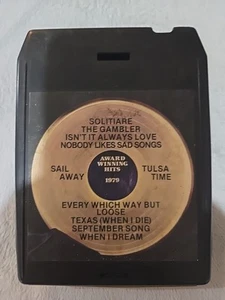 SOLITIARE
THE GAMBLER
ISN'T IT ALWAYS LOVE
NOBODY LIKES SAD SONGS
AWARD
WINNING
HITS
1979
SAIL
AWAY
TULSA
TIME
EVERY WHICH WAY BUT
LOOSE
TEXAS (WHEN I DIE)
SEPTEMBER SONG
WHEN I DREAM